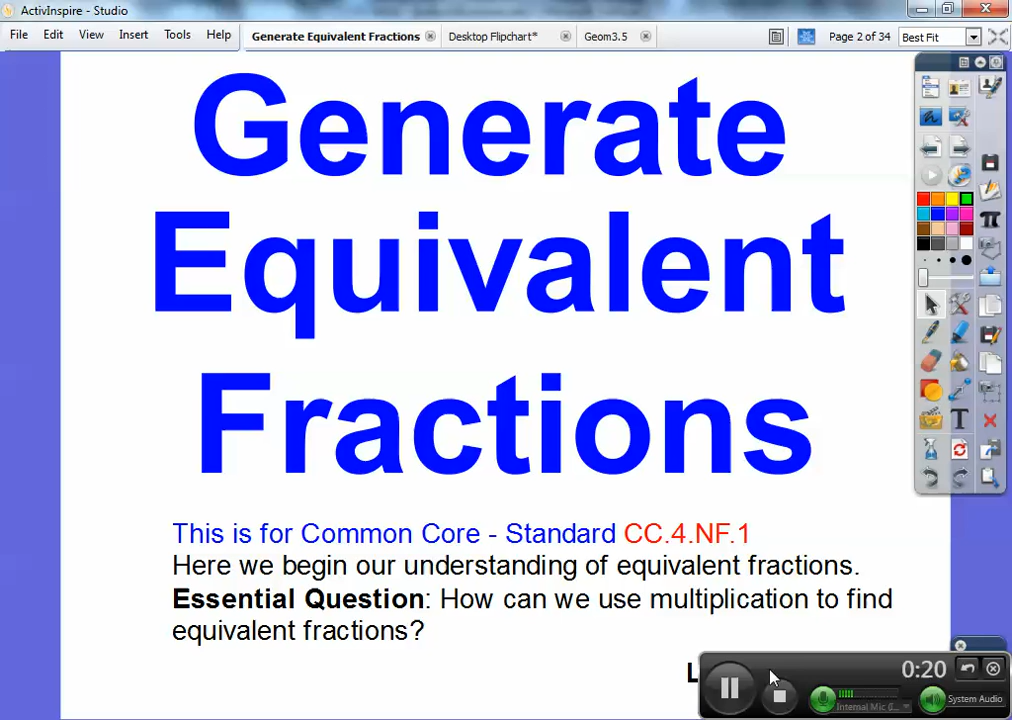 ActivInspire - Studio
File Edit View Insert Tools Help Generate Equivalent Fractions Desktop Flipchart* Geom3.5 Page 2 of 34 Best Fit
Generate
Equivalent
Fractions
This is for Common Core - Standard CC.4.NF.1
Here we begin our understanding of equivalent fractions.
Essential Question: How can we use multiplication to find
equivalent fractions?
L
0:20
Internal Mic (I... System Audio